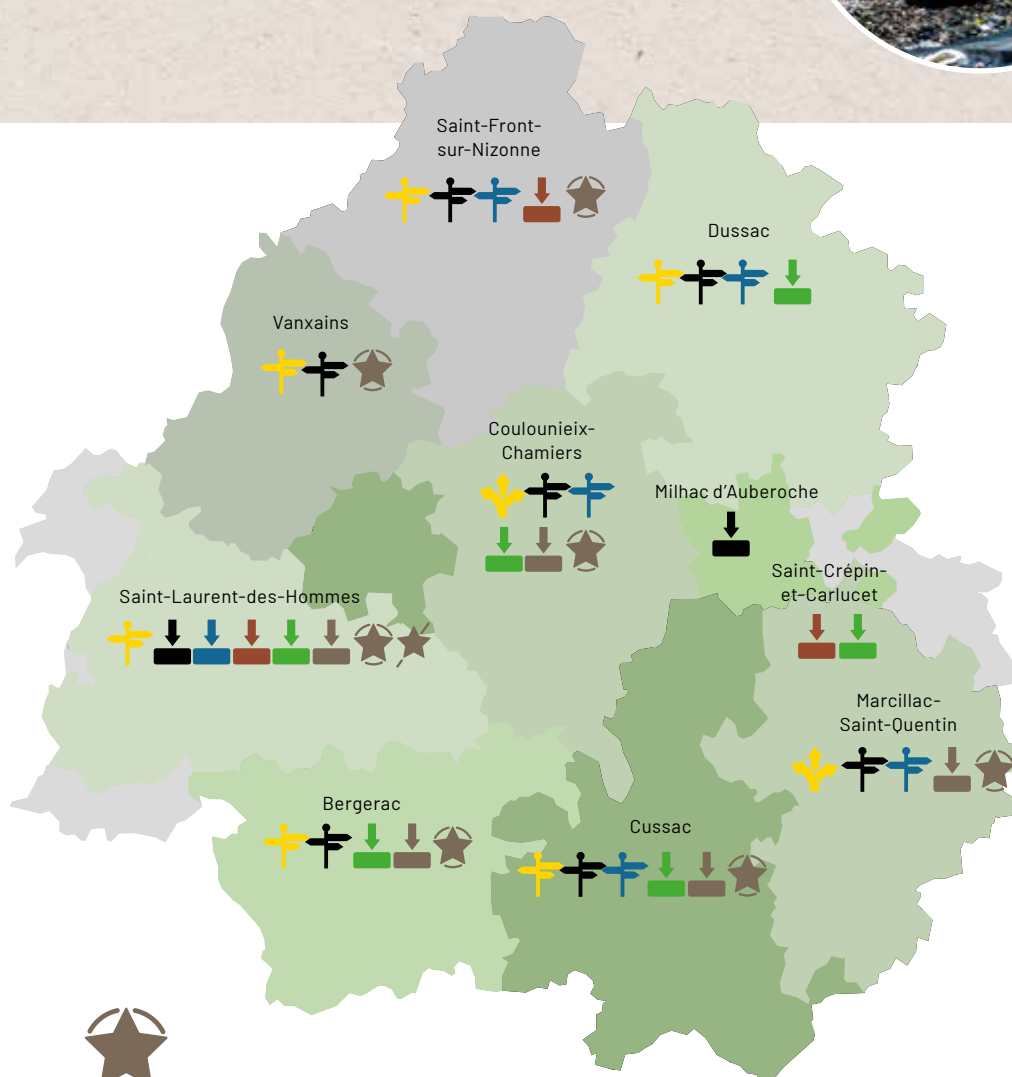 Saint-Front-
sur-Nizonne
Dussac
Vanxains
Coulounieix-
Chamiers
Milhac d'Auberoche
Saint-Crépin-
et-Carlucet
Saint-Laurent-des-Hommes
Marcillac-
Saint-Quentin
Bergerac
Cussac